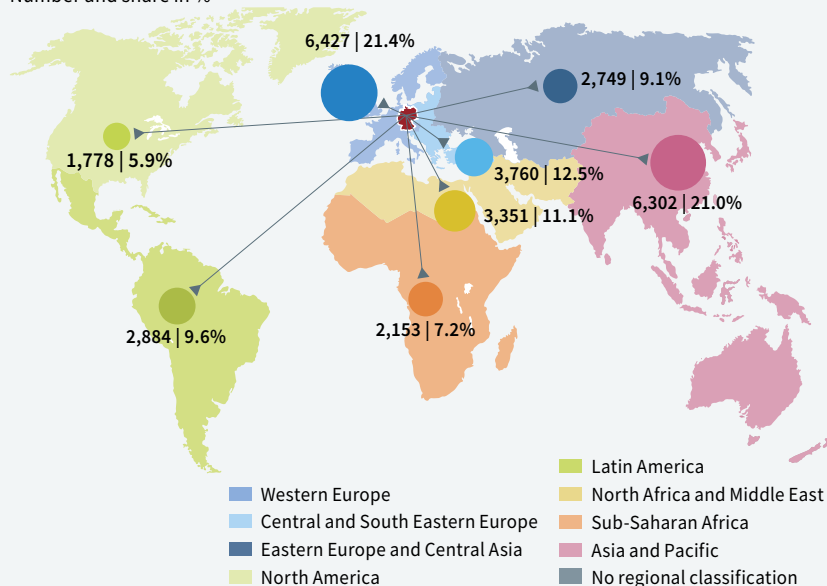 Number and share in %
6,427 | 21.4%
2,749 | 9.1%
1,778 | 5.9%
3,760 | 12.5%
6,302 | 21.0%
3,351 | 11.1%
2,884 | 9.6%
2,153 | 7.2%
Western Europe
Central and South Eastern Europe
Eastern Europe and Central Asia
North America
Latin America
North Africa and Middle East
Sub-Saharan Africa
Asia and Pacific
No regional classification